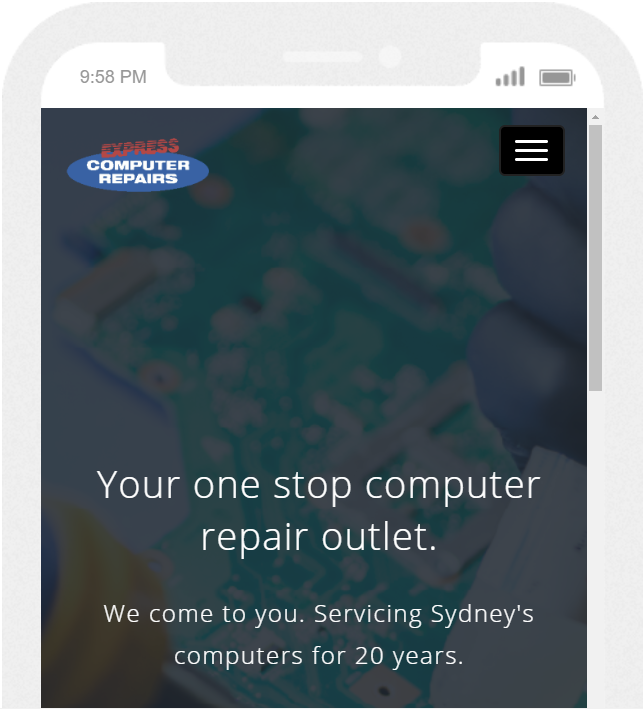 9:58 PM
EXPRESS
COMPUTER
REPAIRS
Your one stop computer
repair outlet.
We come to you. Servicing Sydney's
computers for 20 years.